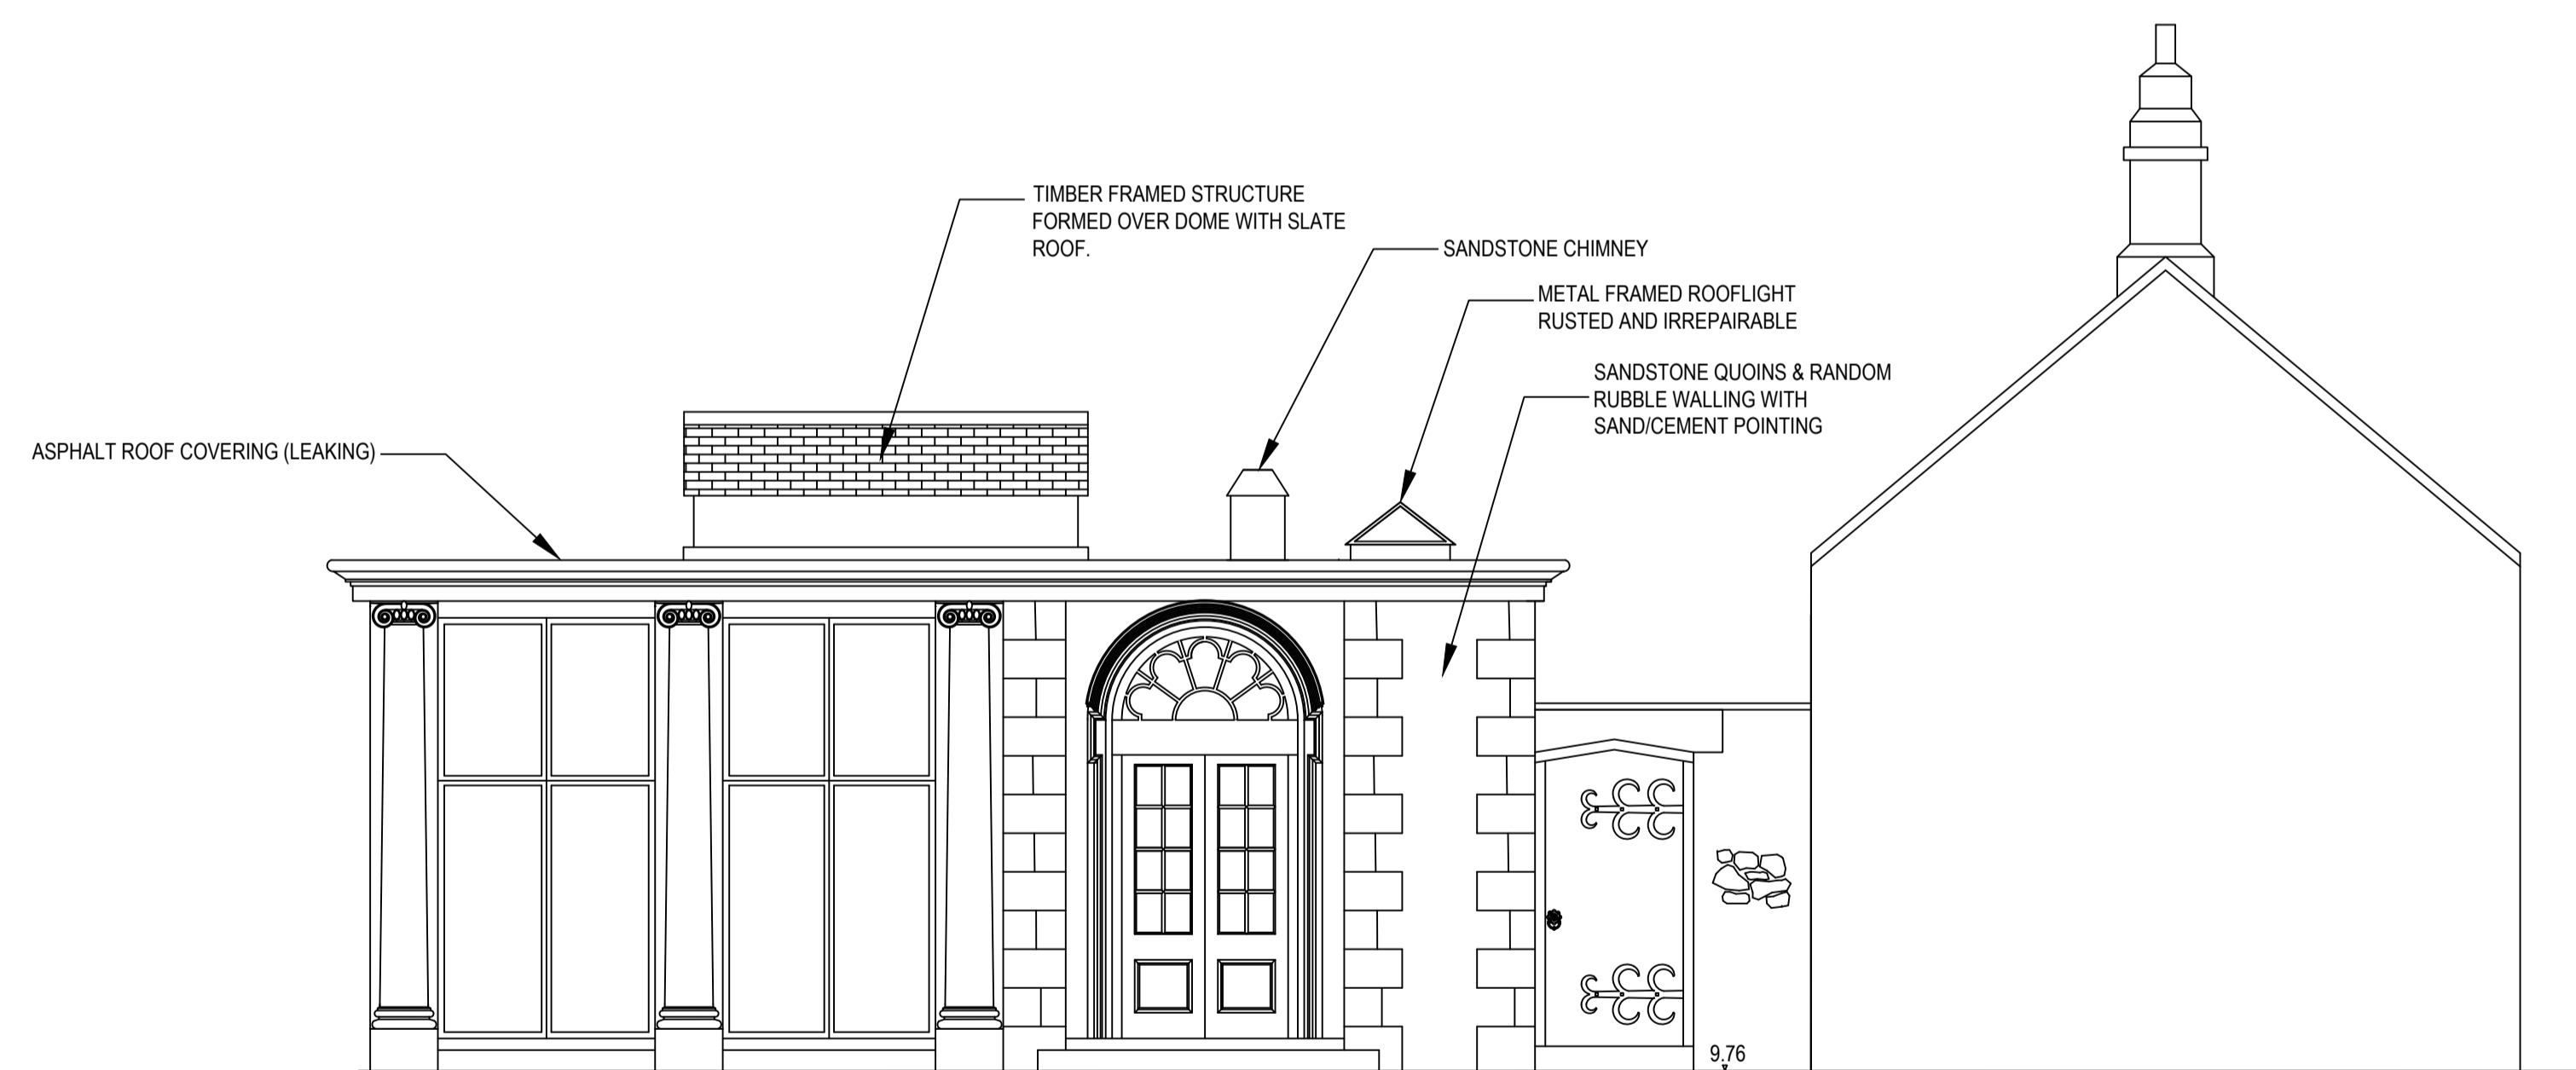 TIMBER FRAMED STRUCTURE
FORMED OVER DOME WITH SLATE
ROOF.
SANDSTONE CHIMNEY
METAL FRAMED ROOFLIGHT
RUSTED AND IRREPAIRABLE
SANDSTONE QUOINS & RANDOM
RUBBLE WALLING WITH
SAND/CEMENT POINTING
ASPHALT ROOF COVERING (LEAKING)
9.76